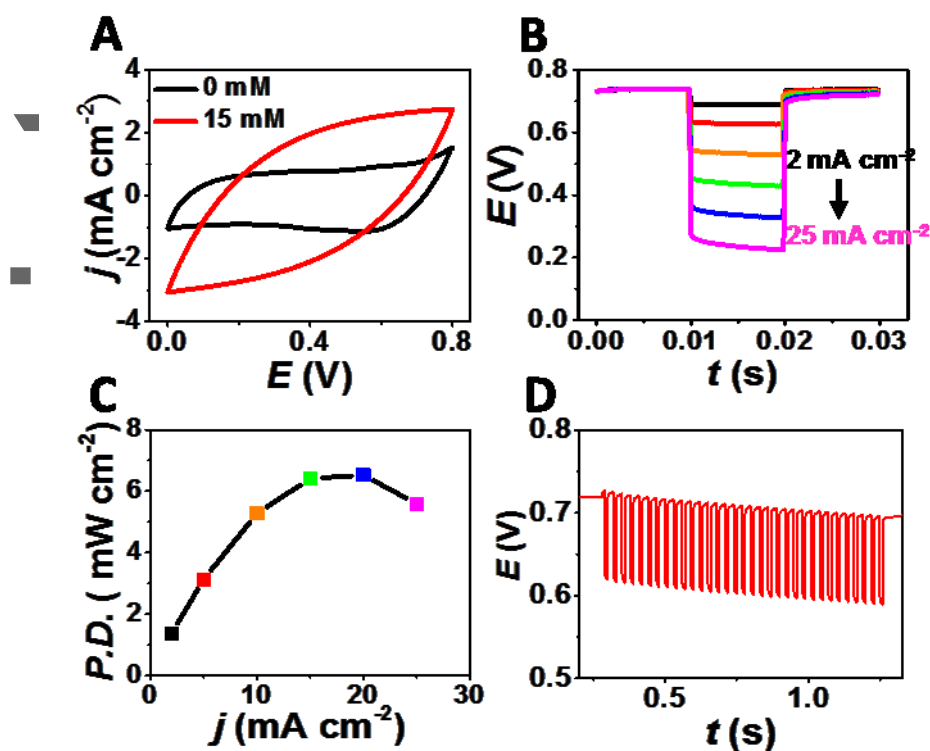 A
4
2
0
-2
-4
j (mA cm⁻²)
0 mM
15 mM
0.0
0.4
0.8
E (V)
B
0.8
0.6
0.4
0.2
0.0
E (V)
2 mA cm⁻²
25 mA cm⁻²
0.00
0.01
0.02
0.03
t (s)
C
8
6
4
2
0
P.D. ( mW cm⁻²)
0
10
20
30
j (mA cm⁻²)
D
0.8
0.7
0.6
0.5
E (V)
0.5
1.0
t (s)